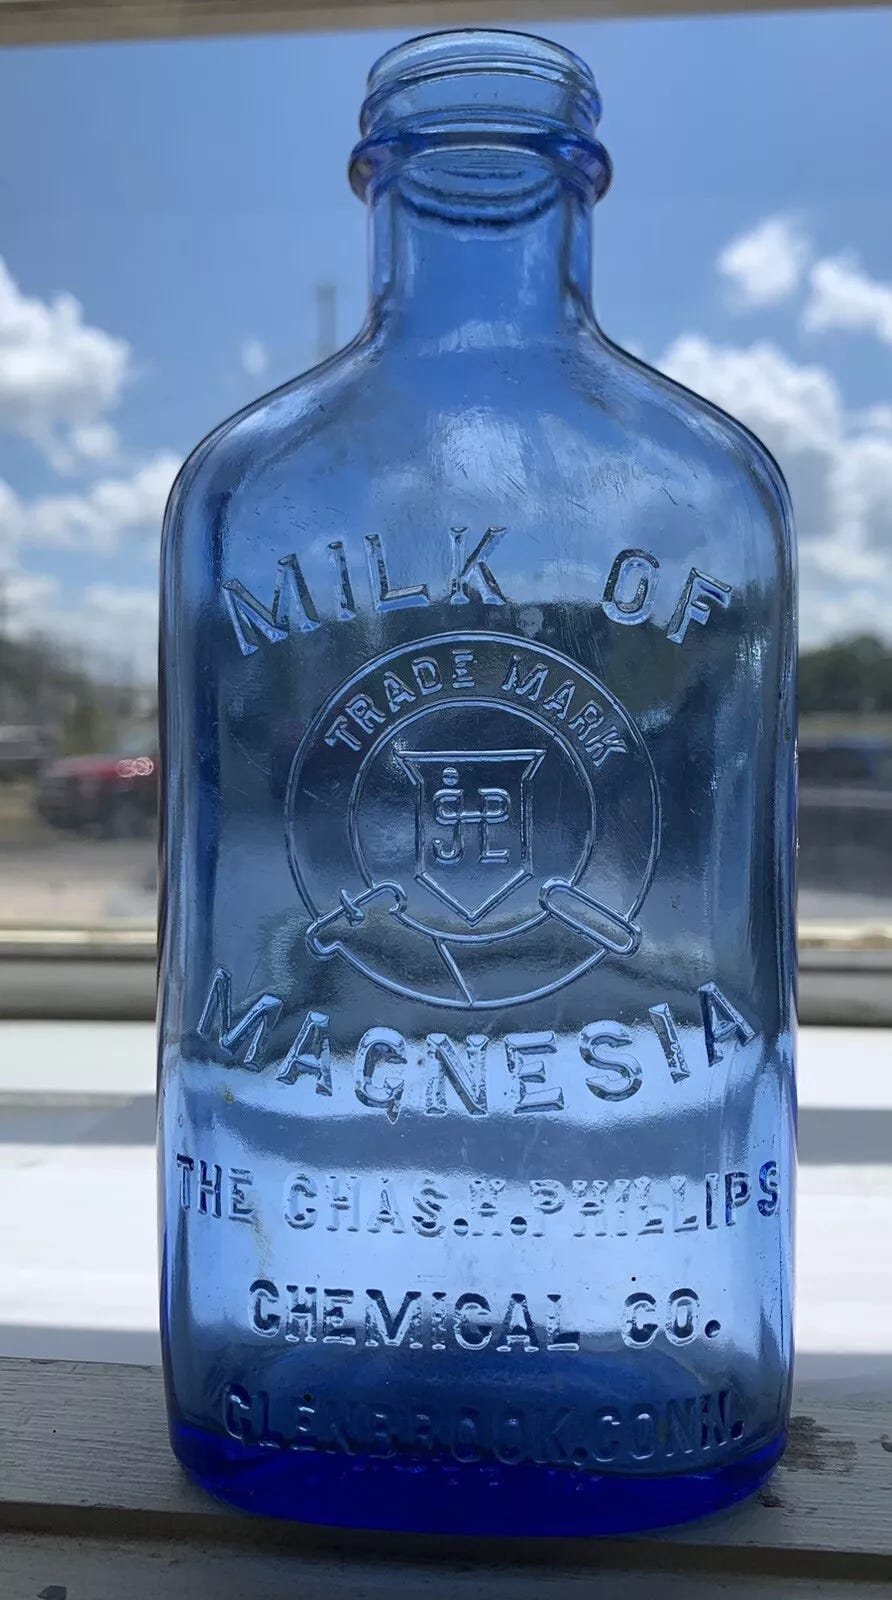 MILK OF
TRADE MARK
MAGNESIA
THE CHAS.H.PHILLIPS
CHEMICAL CO.
GLENBROOK,CONN.